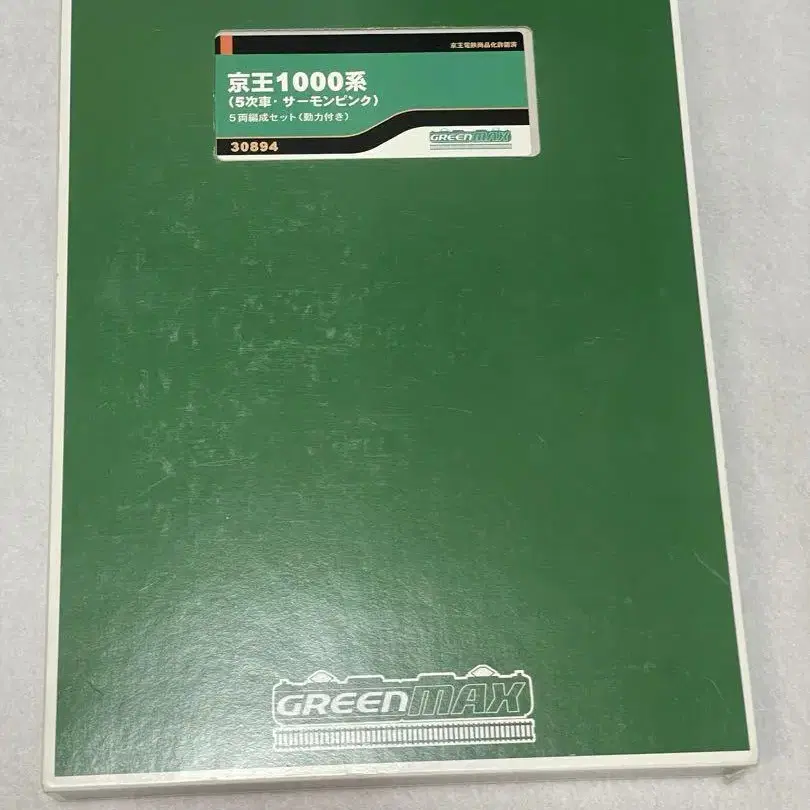 京王電鉄商品化許諾済
京王1000系
(5次車・サーモンピンク)
5両編成セット(動力付き)
30894
GREENMAX
GREENMAX